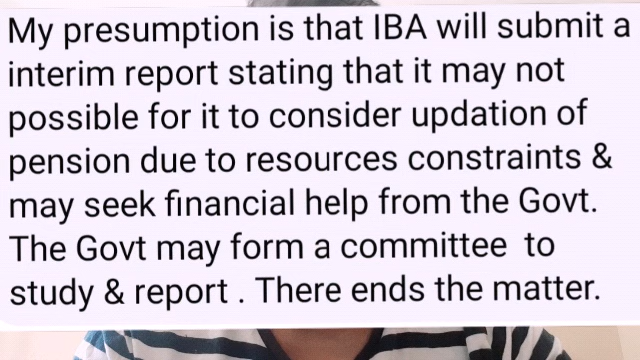 My presumption is that IBA will submit a
interim report stating that it may not
possible for it to consider updation of
pension due to resources constraints &
may seek financial help from the Govt.
The Govt may form a committee  to
study & report . There ends the matter.